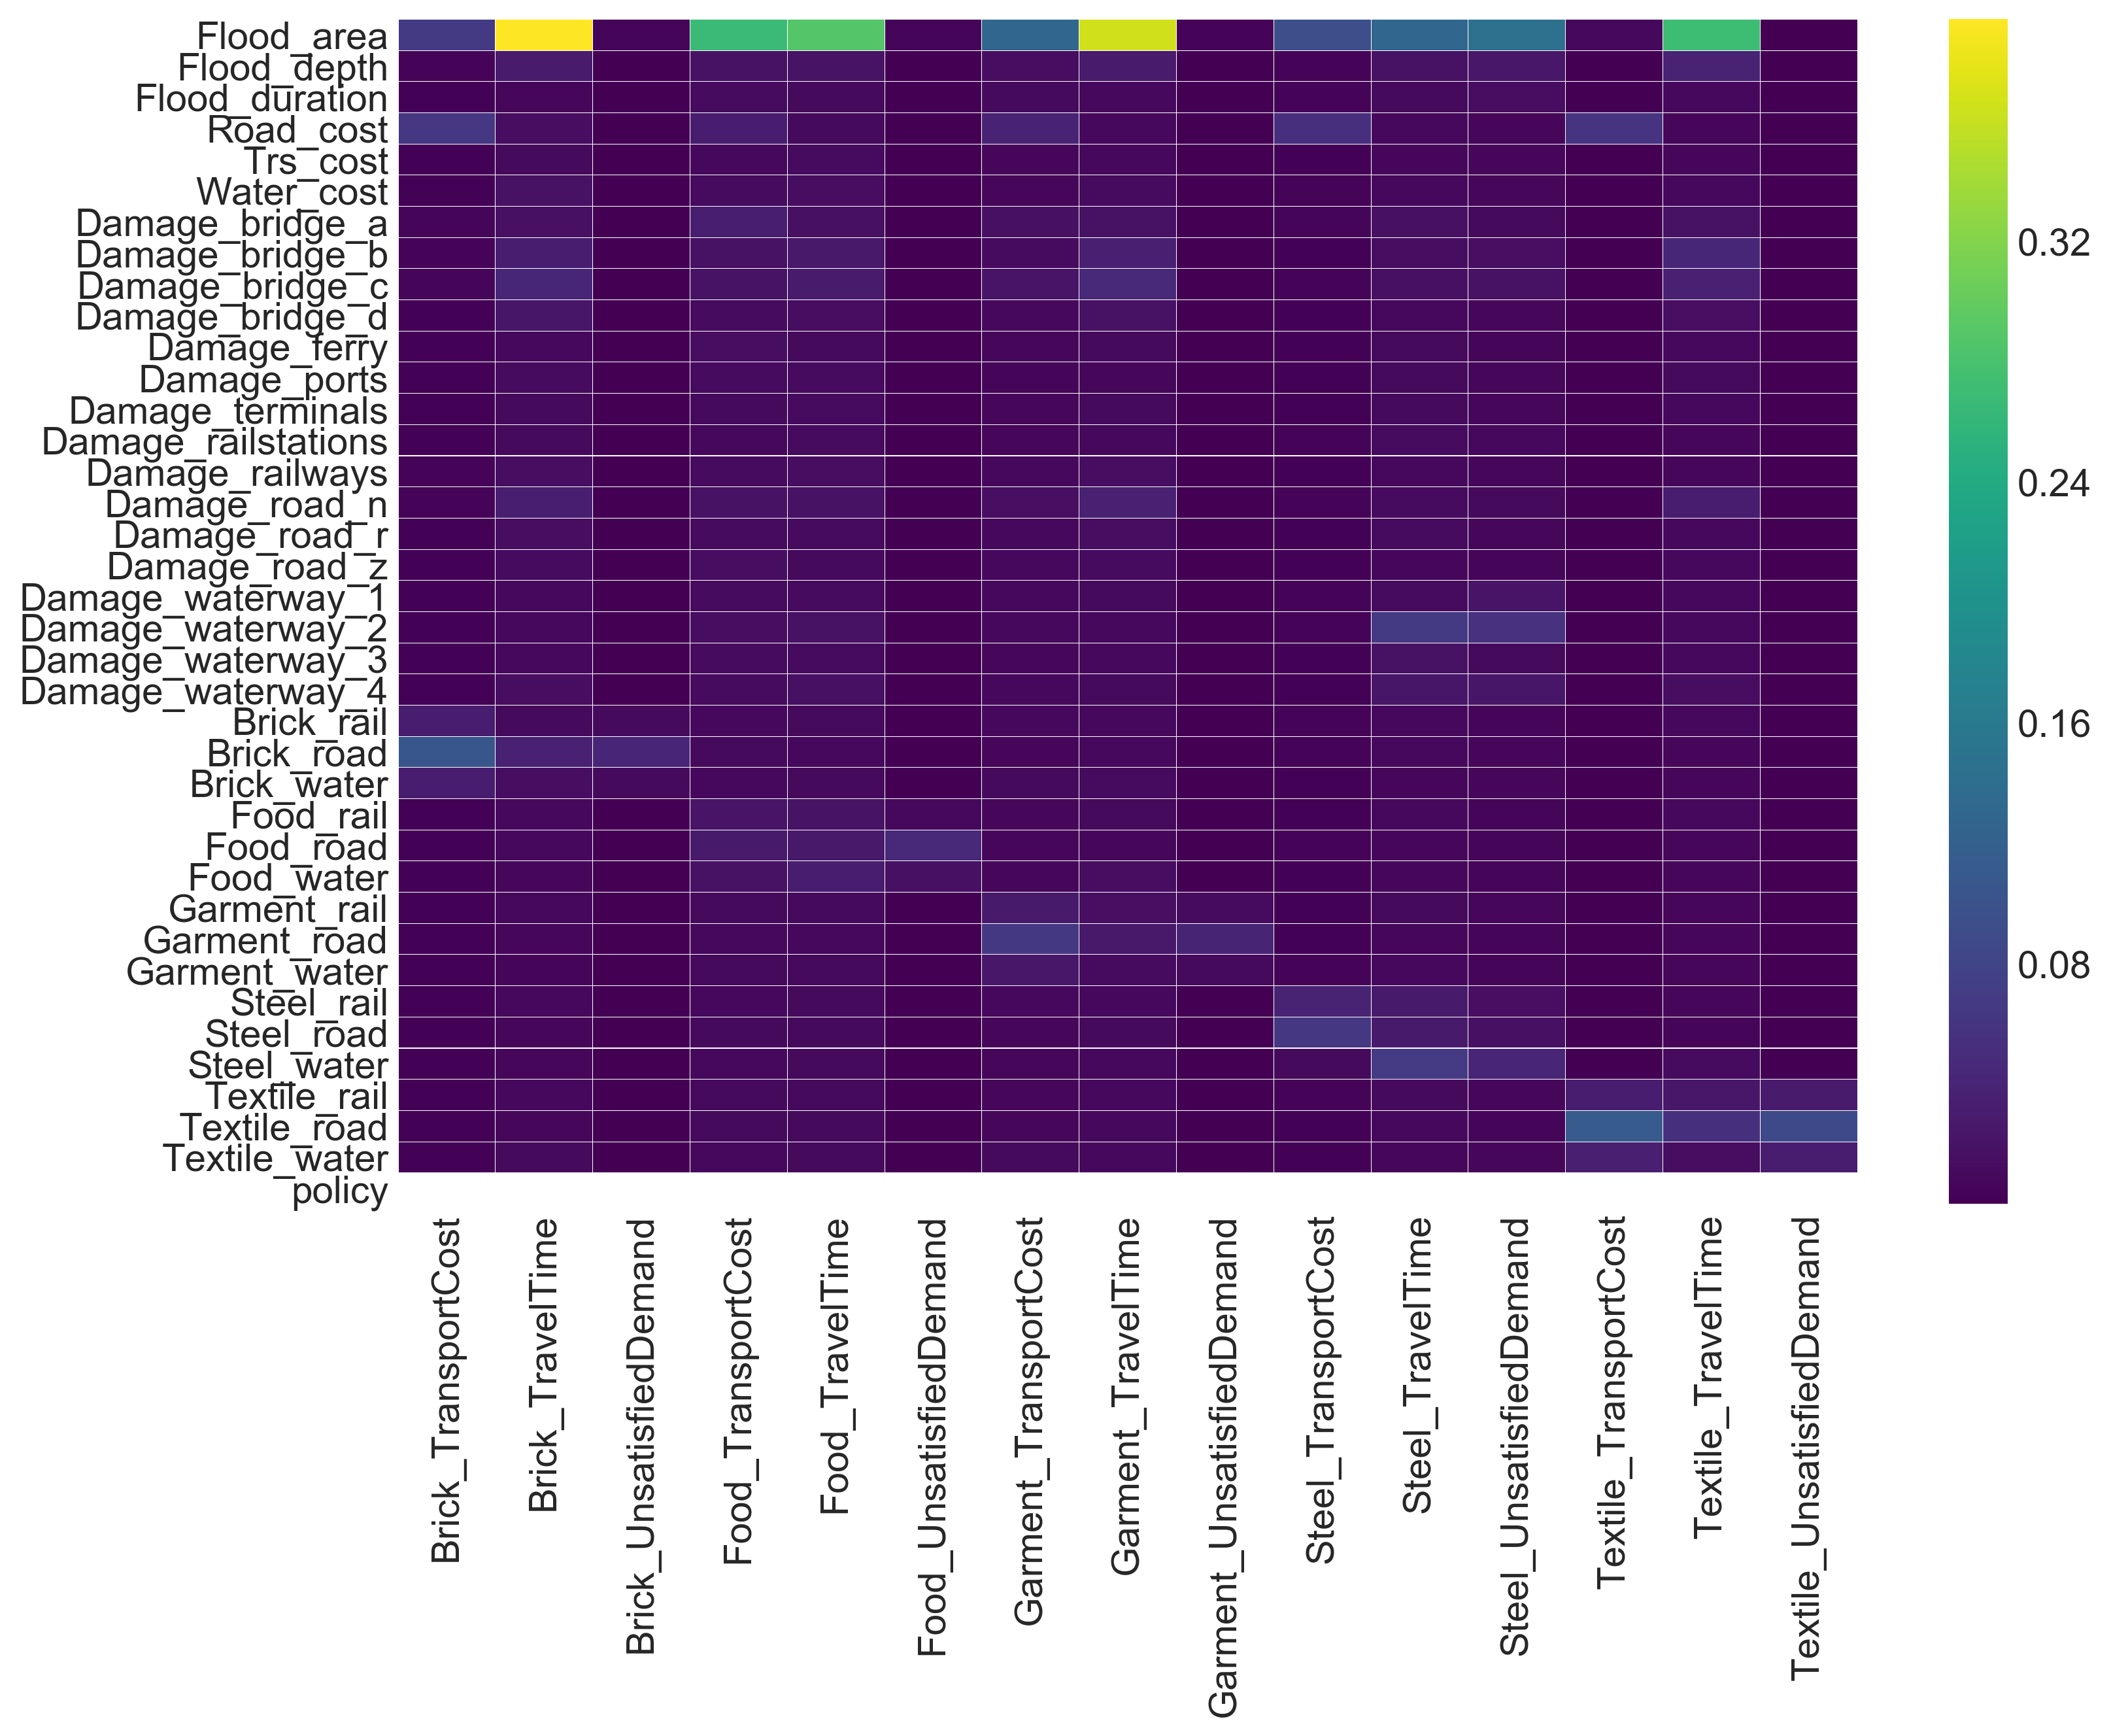 Flood_area
Flood_depth
Flood_duration
Road_cost
Trs_cost
Water_cost
Damage_bridge_a
Damage_bridge_b
Damage_bridge_c
Damage_bridge_d
Damage_ferry
Damage_ports
Damage_terminals
Damage_railstations
Damage_railways
Damage_road_n
Damage_road_r
Damage_road_z
Damage_waterway_1
Damage_waterway_2
Damage_waterway_3
Damage_waterway_4
Brick_rail
Brick_road
Brick_water
Food_rail
Food_road
Food_water
Garment_rail
Garment_road
Garment_water
Steel_rail
Steel_road
Steel_water
Textile_rail
Textile_road
Textile_water
policy
Brick_TransportCost
Brick_TravelTime
Brick_UnsatisfiedDemand
Food_TransportCost
Food_TravelTime
Food_UnsatisfiedDemand
Garment_TransportCost
Garment_TravelTime
Garment_UnsatisfiedDemand
Steel_TransportCost
Steel_TravelTime
Steel_UnsatisfiedDemand
Textile_TransportCost
Textile_TravelTime
Textile_UnsatisfiedDemand
0.32
0.24
0.16
0.08